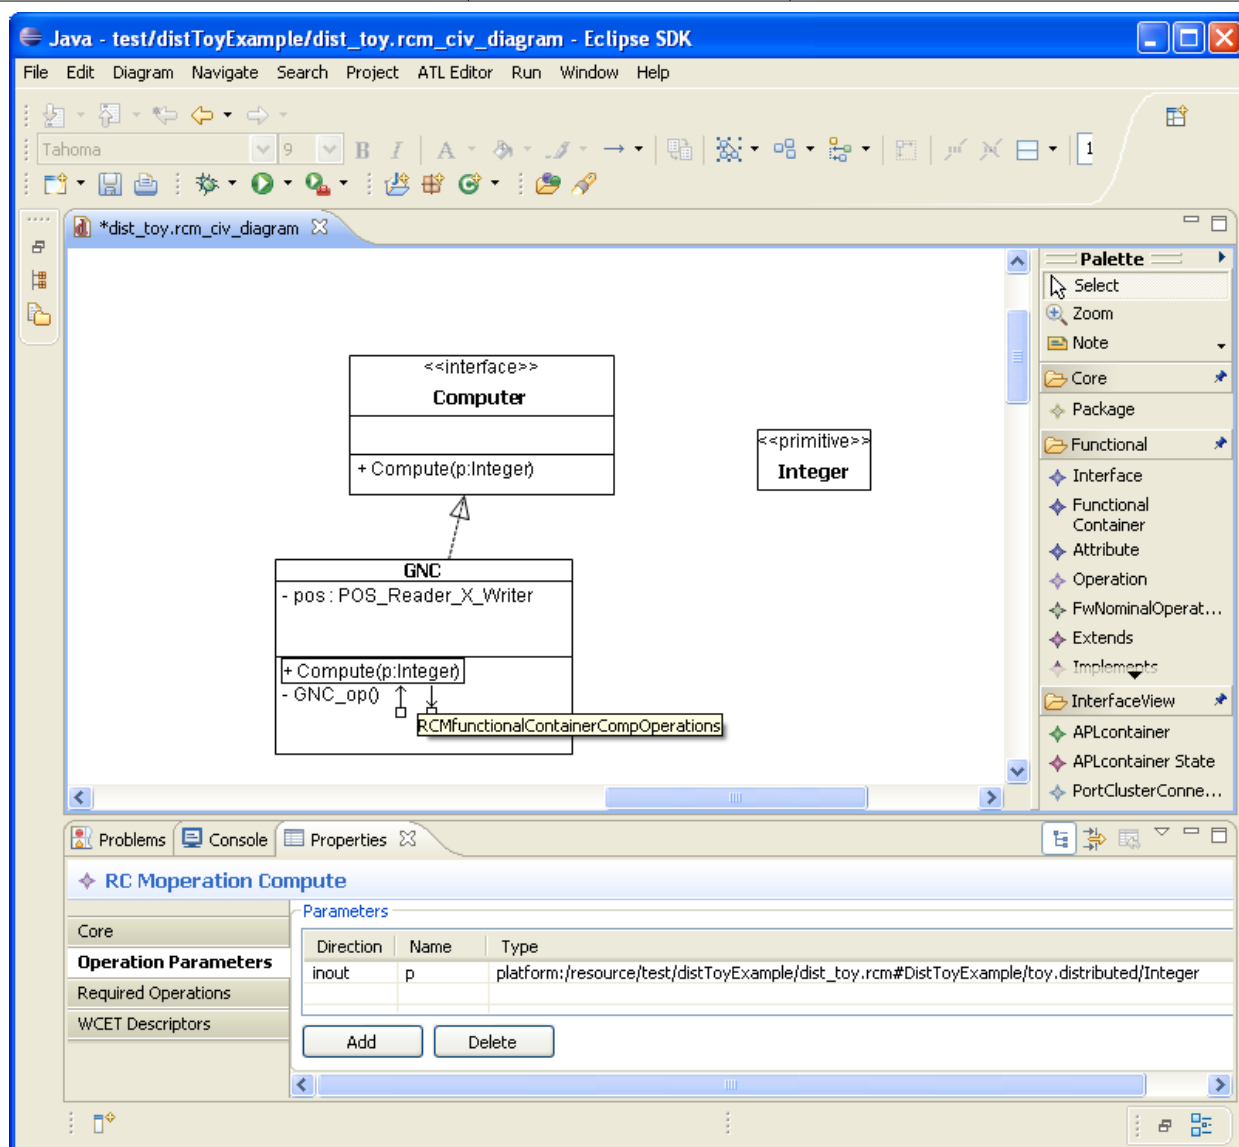 Java - test/distToyExample/dist_toy.rcm_civ_diagram - Eclipse SDK
File Edit Diagram Navigate Search Project ATL Editor Run Window Help
Tahoma 9 B I A 1
*dist_toy.rcm_civ_diagram
Palette
Select
Zoom
Note
Core
Package
Functional
Interface
Functional
Container
Attribute
Operation
FwNominalOperat...
Extends
Implements
InterfaceView
APLcontainer
APLcontainer State
PortClusterConne...
<<interface>>
Computer
+ Compute(p:Integer)
<<primitive>>
Integer
GNC
- pos : POS_Reader_X_Writer
+ Compute(p:Integer)
- GNC_op()
RCMfunctionalContainerCompOperations
Problems Console Properties
RC Moperation Compute
Core
Operation Parameters
Required Operations
WCET Descriptors
Parameters
Direction Name Type
inout p platform:/resource/test/distToyExample/dist_toy.rcm#DistToyExample/toy.distributed/Integer
Add Delete